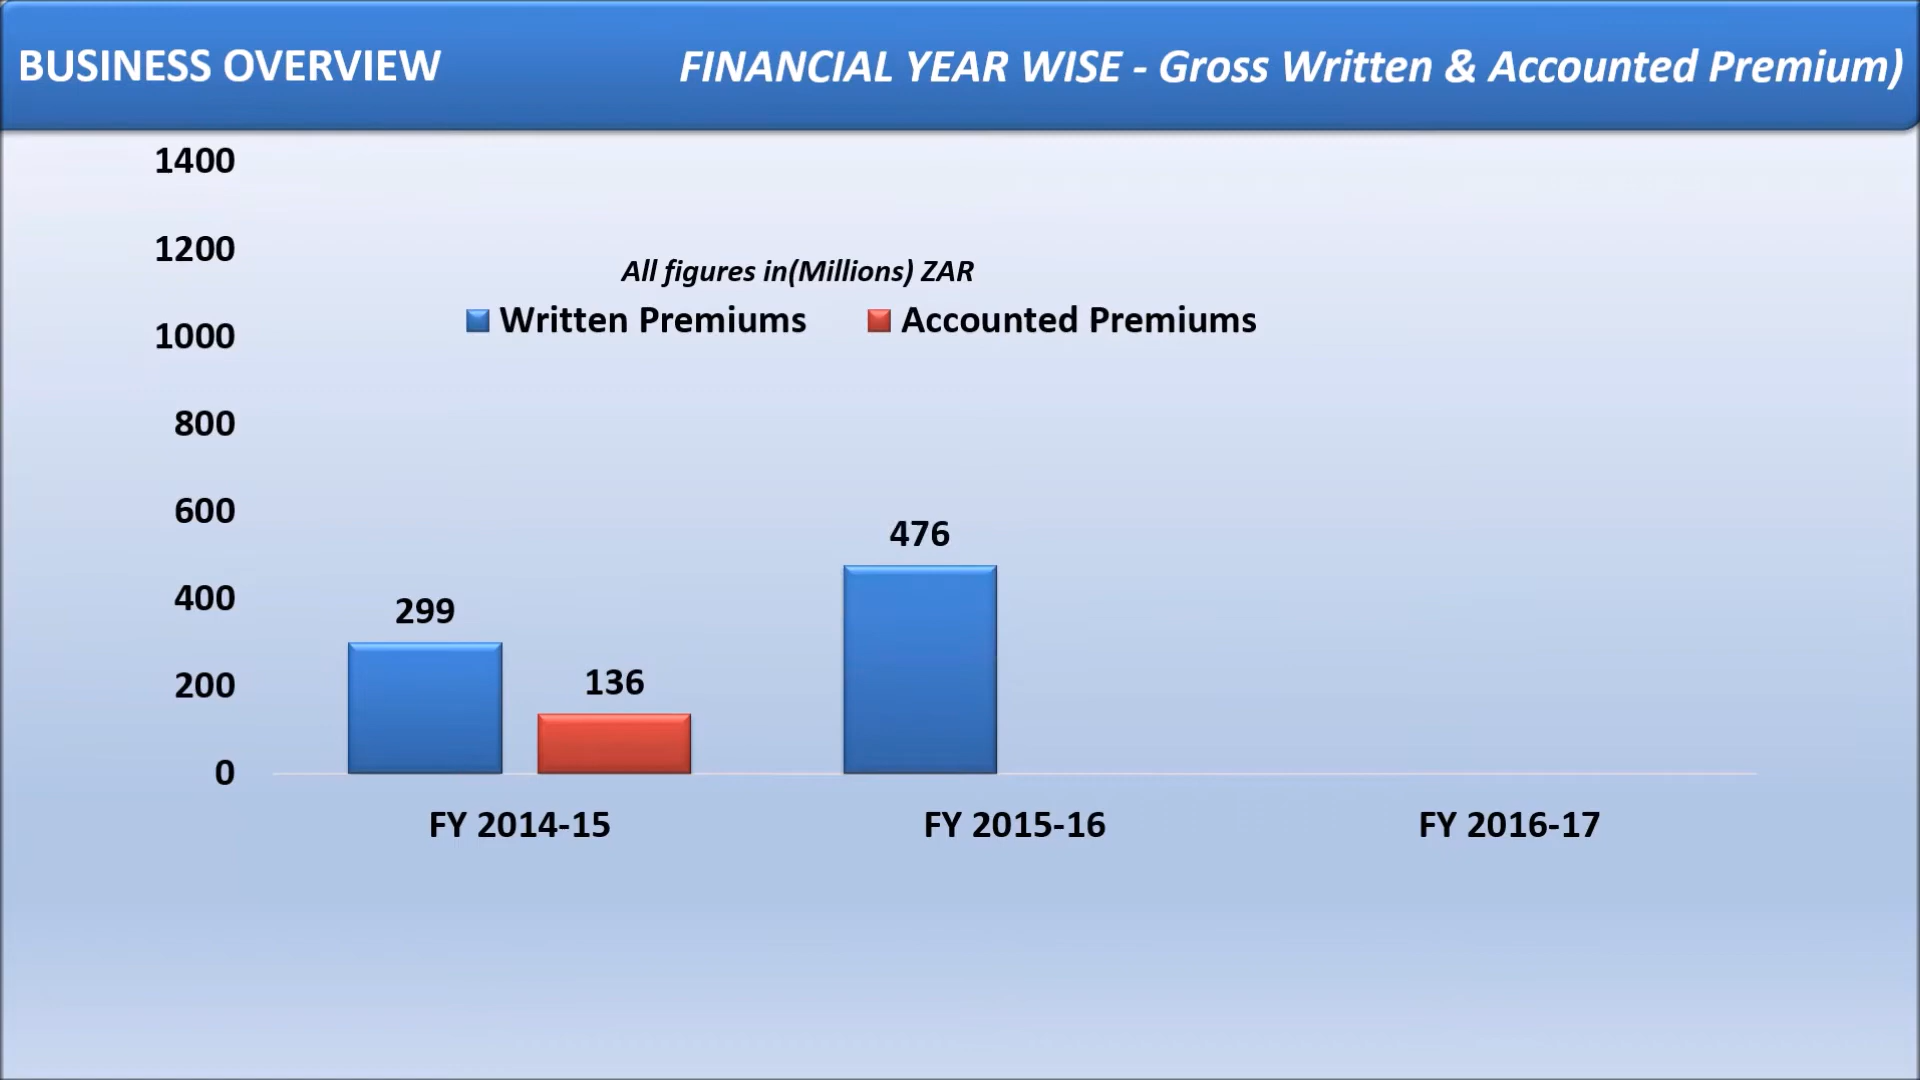 BUSINESS OVERVIEW
FINANCIAL YEAR WISE - Gross Written & Accounted Premium)
1400
1200
1000
800
600
400
200
0
All figures in(Millions) ZAR
Written Premiums
Accounted Premiums
299
136
476
FY 2014-15
FY 2015-16
FY 2016-17